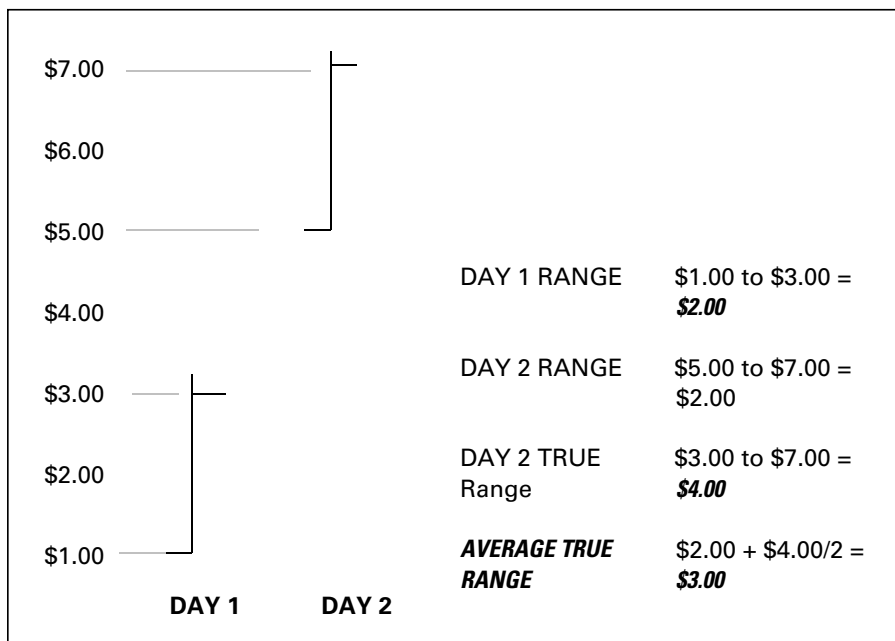 $7.00
$6.00
$5.00
$4.00
$3.00
$2.00
$1.00
DAY 1 DAY 2
DAY 1 RANGE $1.00 to $3.00 =
$2.00
DAY 2 RANGE $5.00 to $7.00 =
$2.00
DAY 2 TRUE $3.00 to $7.00 =
Range $4.00
AVERAGE TRUE $2.00 + $4.00/2 =
RANGE $3.00